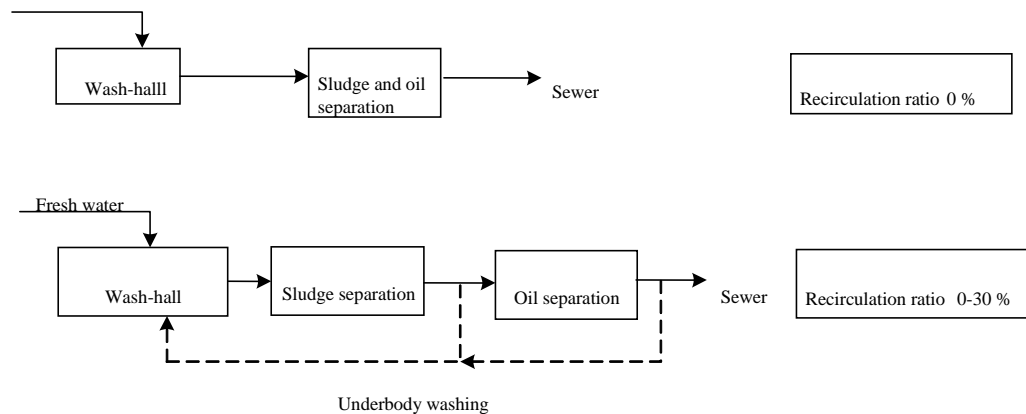 Wash-halll
Sludge and oil
separation
Sewer
Recirculation ratio 0 %
Fresh water
Wash-hall
Sludge separation
Oil separation
Sewer
Recirculation ratio 0-30 %
Underbody washing